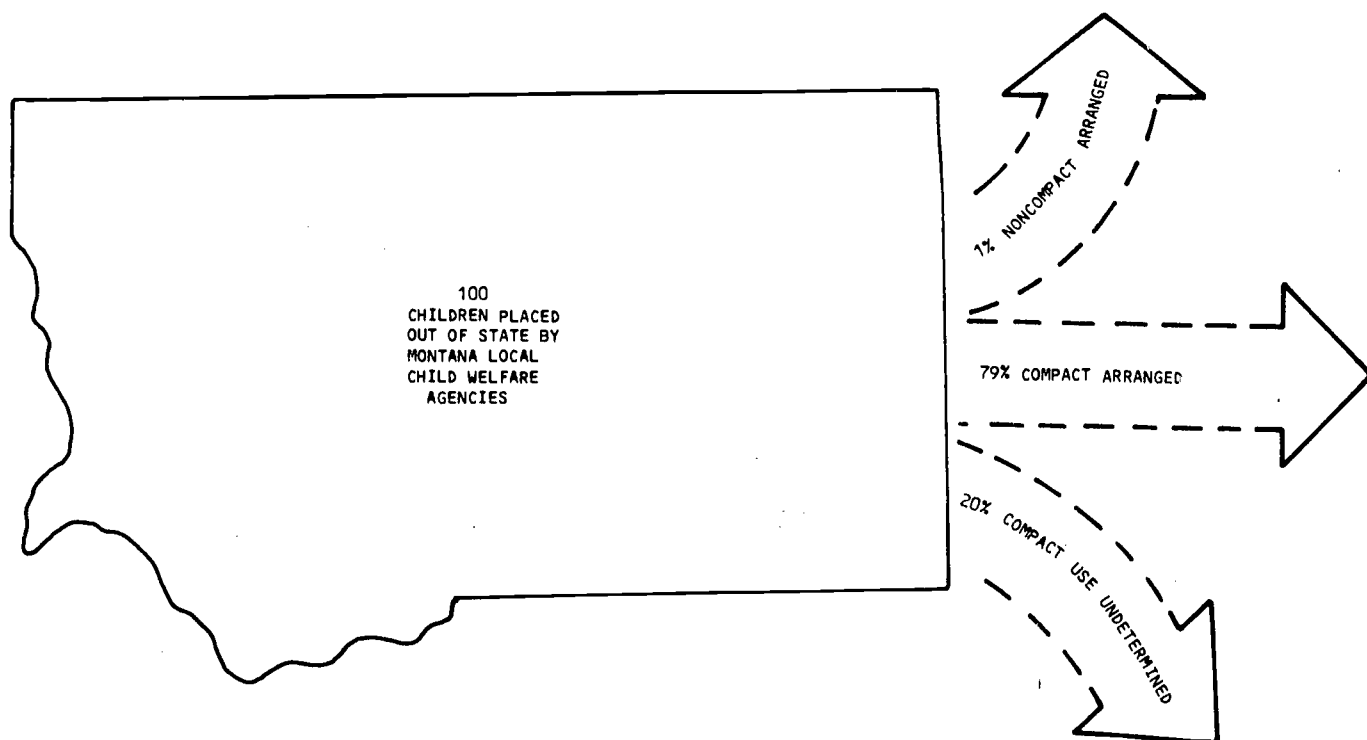 100
CHILDREN PLACED
OUT OF STATE BY
MONTANA LOCAL
CHILD WELFARE
AGENCIES
1% NONCOMPACT ARRANGED
79% COMPACT ARRANGED
20% COMPACT USE UNDETERMINED